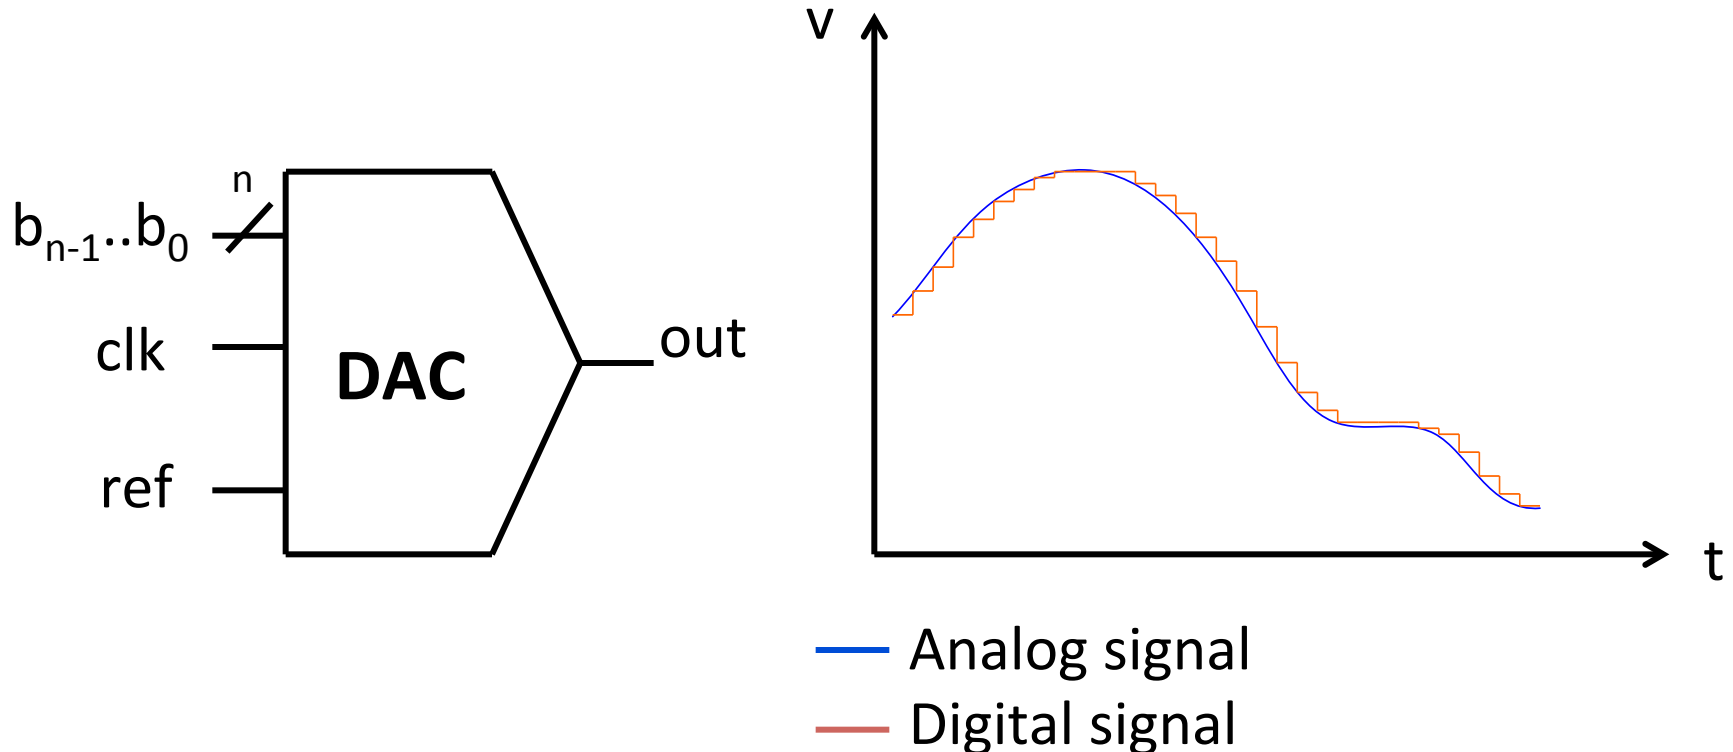 n
bn-1..b0
clk
DAC
out
ref
v
t
Analog signal
Digital signal